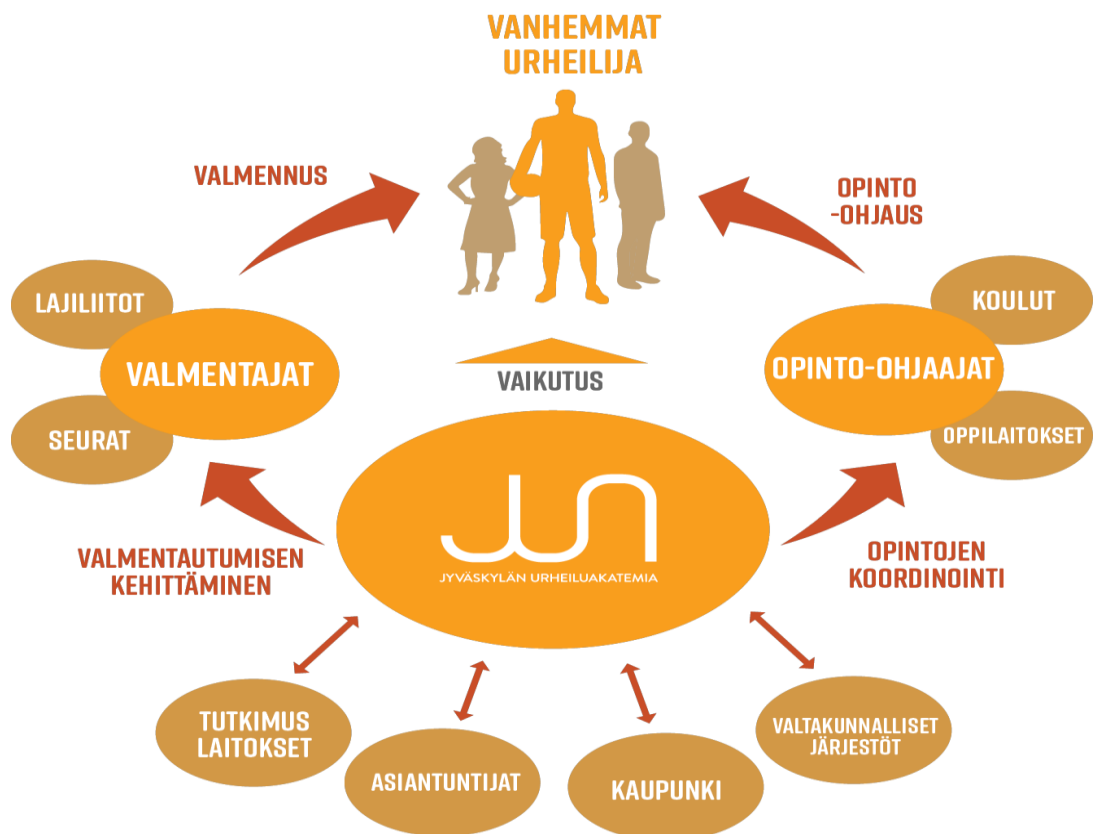 VANHEMMAT
URHEILIJA
VALMENNUS
OPINTO
-OHJAUS
LAJILIITOT
VALMENTAJAT
SEURAT
KOULUT
OPINTO-OHJAAJAT
OPPILAITOKSET
VAIKUTUS
JUA
JYVÄSKYLÄN URHEILUAKATEMIA
VALMENTAUTUMISEN
KEHITTÄMINEN
OPINTOJEN
KOORDINOINTI
TUTKIMUS
LAITOKSET
ASIANTUNTIJAT
KAUPUNKI
VALTAKUNNALLISET
JÄRJESTÖT